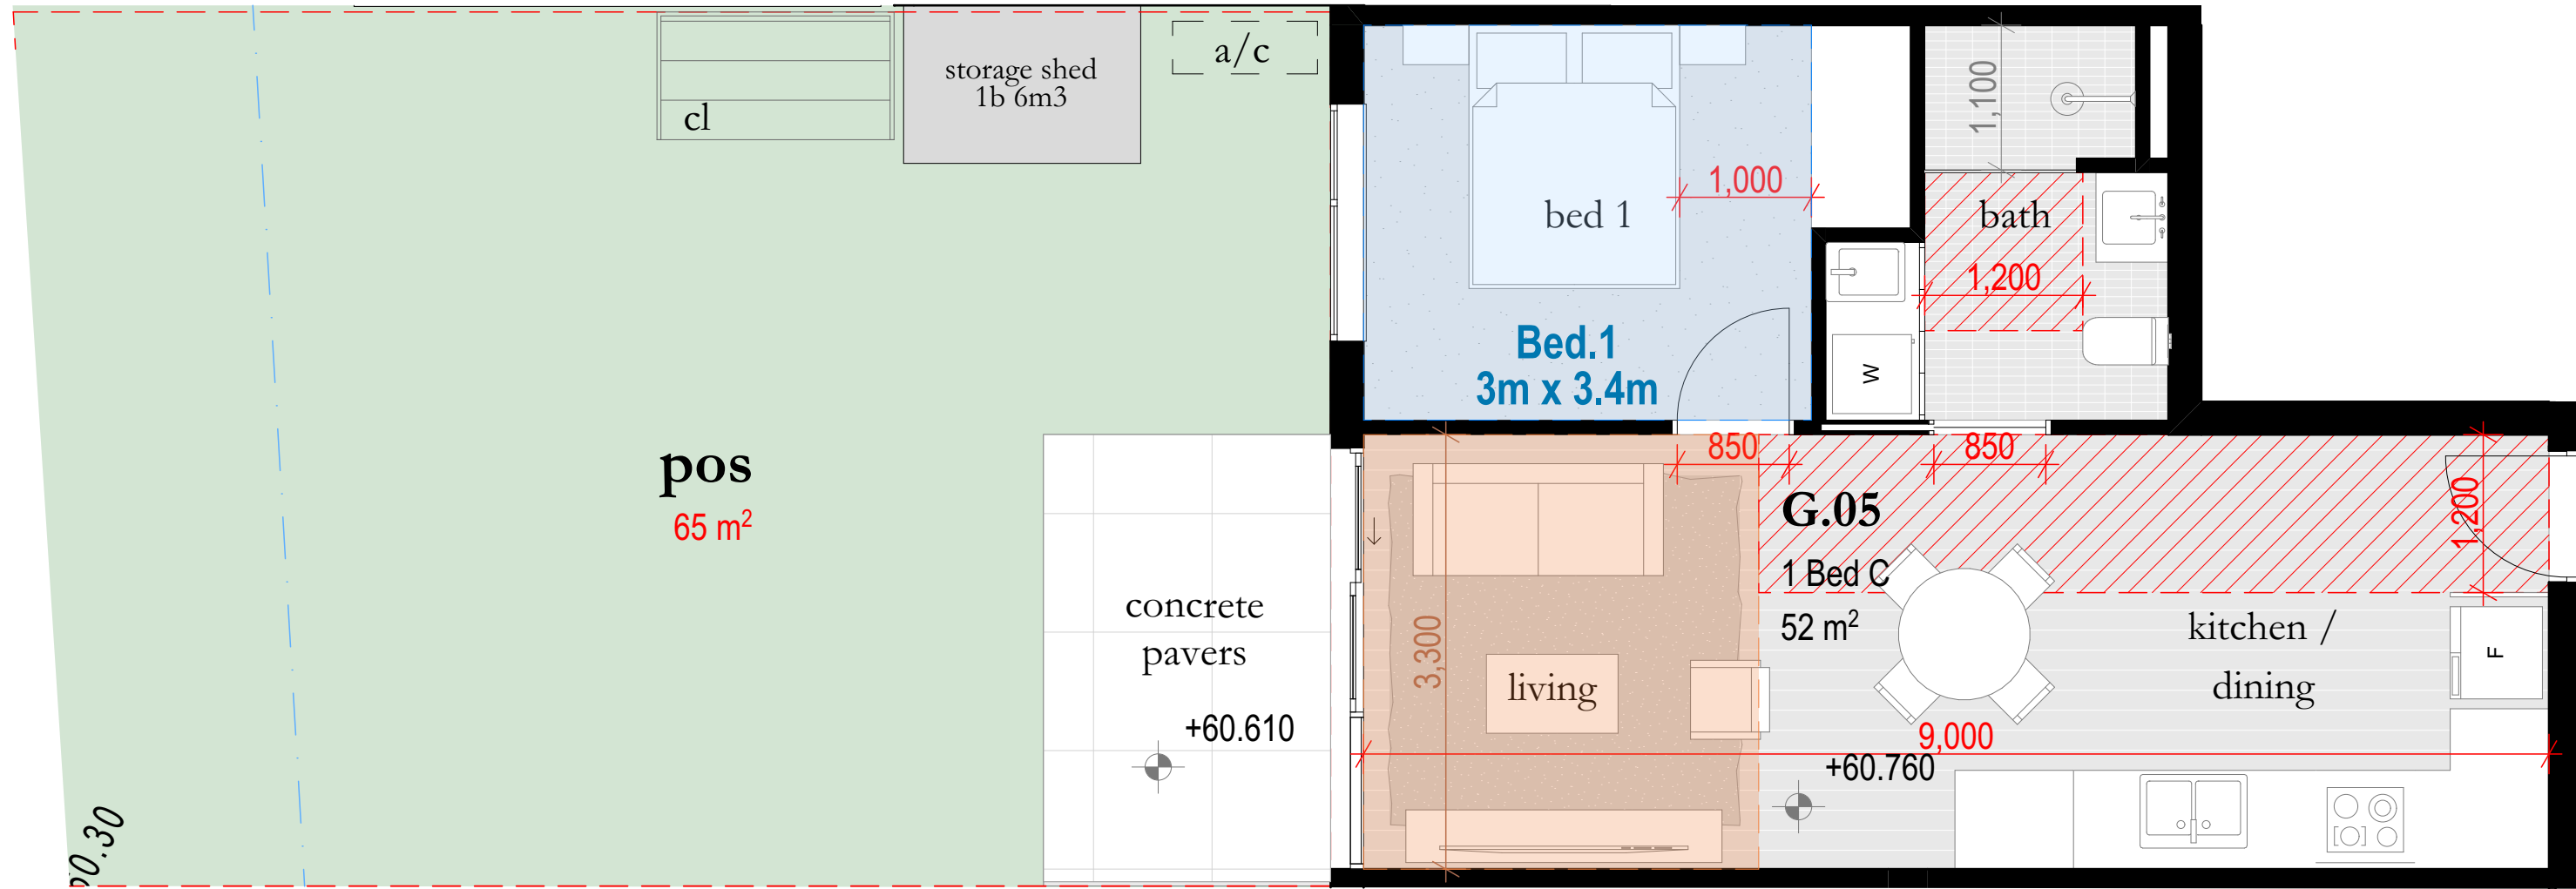 cl
storage shed
1b 6m3
a/c
bed 1
1,000
Bed.1
3m x 3.4m
1,100
bath
1,200
W
850
850
pos
65 m²
concrete
pavers
+60.610
3,300
living
G.05
1 Bed C
52 m²
1,200
kitchen /
dining
F
9,000
+60.760
60.30